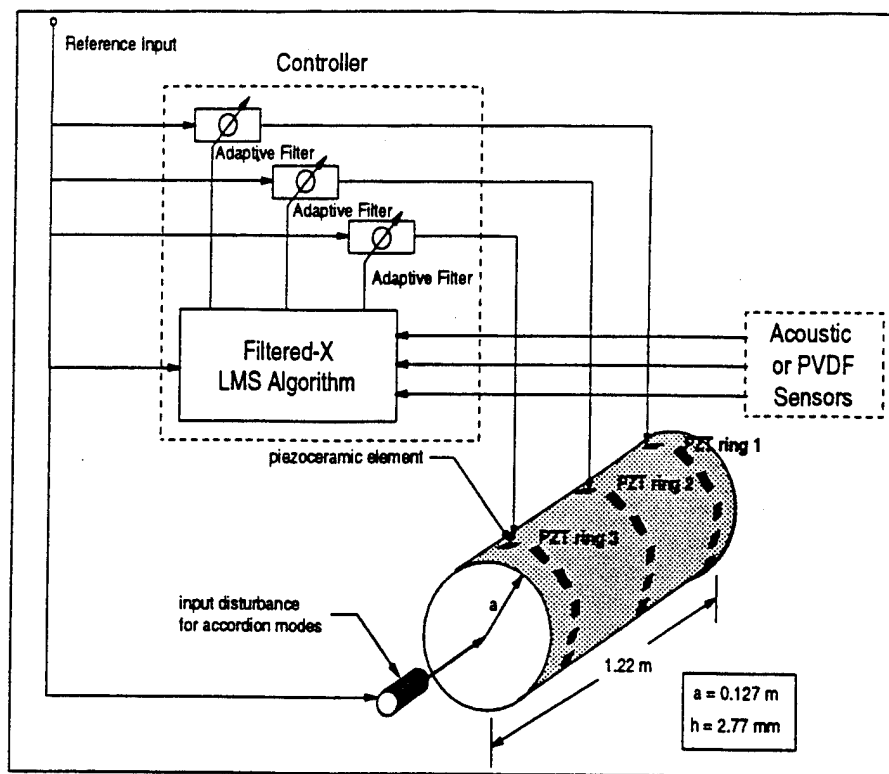 Reference Input
Controller
Adaptive Filter
Adaptive Filter
Adaptive Filter
Filtered-X
LMS Algorithm
Acoustic
or PVDF
Sensors
piezoceramic element
PZT ring 1
PZT ring 2
PZT ring 3
input disturbance
for accordion modes
a
1.22 m
a = 0.127 m
h = 2.77 mm